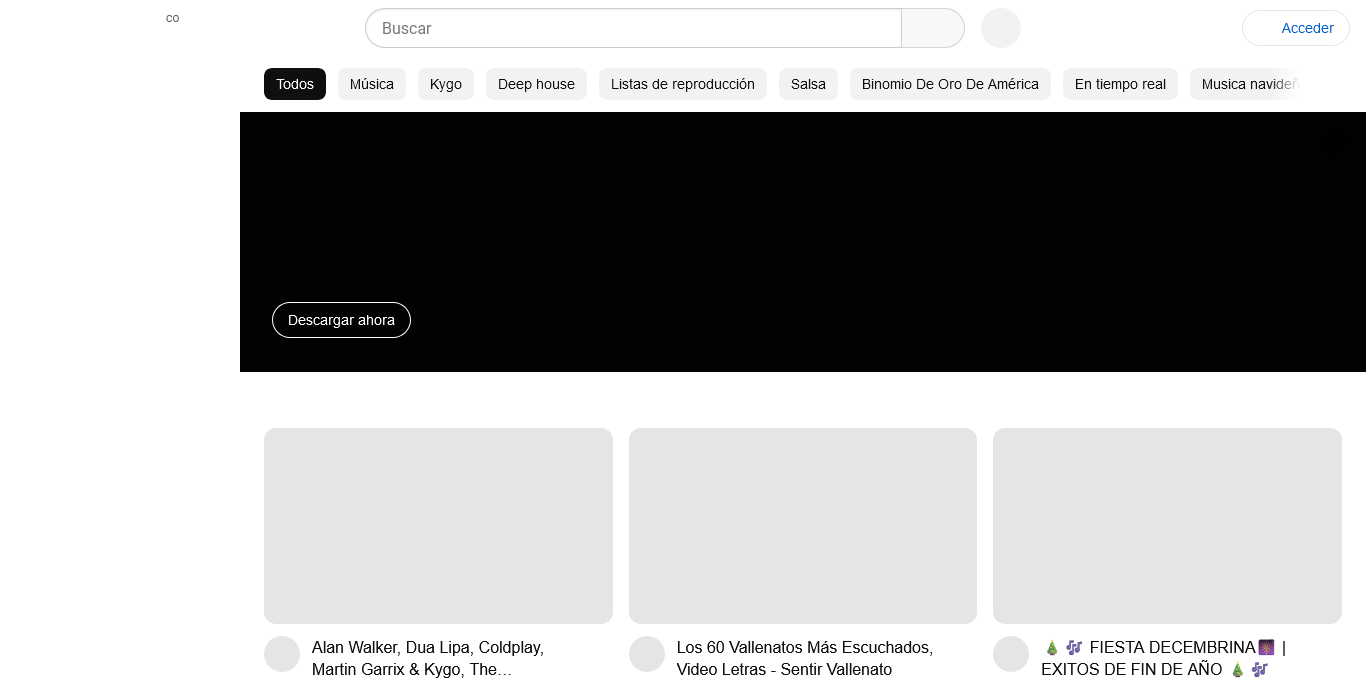 CO
Buscar
Acceder
Todos Música Kygo Deep house Listas de reproducción Salsa Binomio De Oro De América En tiempo real Musica navideñ
Descargar ahora
Alan Walker, Dua Lipa, Coldplay,
Martin Garrix & Kygo, The…
Los 60 Vallenatos Más Escuchados,
Video Letras - Sentir Vallenato
🎄🎶 FIESTA DECEMBRINA🎆 |
EXITOS DE FIN DE AÑO 🎄🎶